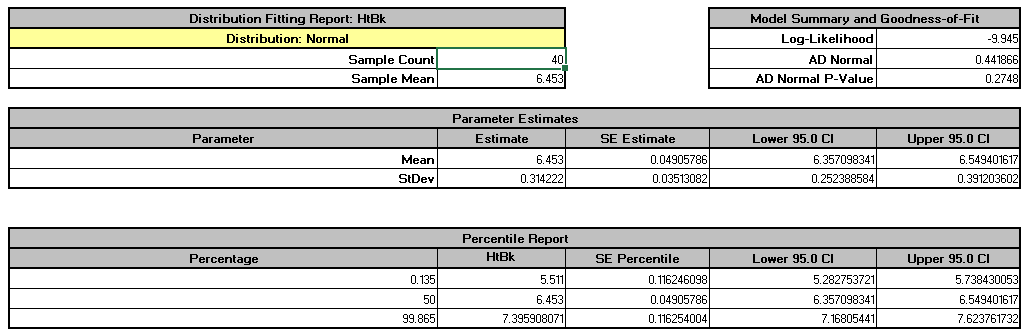 Distribution Fitting Report: HtBk
Distribution: Normal
Sample Count 40
Sample Mean 6.453
Model Summary and Goodness-of-Fit
Log-Likelihood -9.945
AD Normal 0.441866
AD Normal P-Value 0.2748
Parameter Estimates
Parameter Estimate SE Estimate Lower 95.0 CI Upper 95.0 CI
Mean 6.453 0.04905786 6.357098341 6.549401617
StDev 0.314222 0.03513082 0.252388584 0.391203602
Percentile Report
Percentage HtBk SE Percentile Lower 95.0 CI Upper 95.0 CI
0.135 5.511 0.116246098 5.282753721 5.738430053
50 6.453 0.04905786 6.357098341 6.549401617
99.865 7.395908071 0.116254004 7.16805441 7.623761732